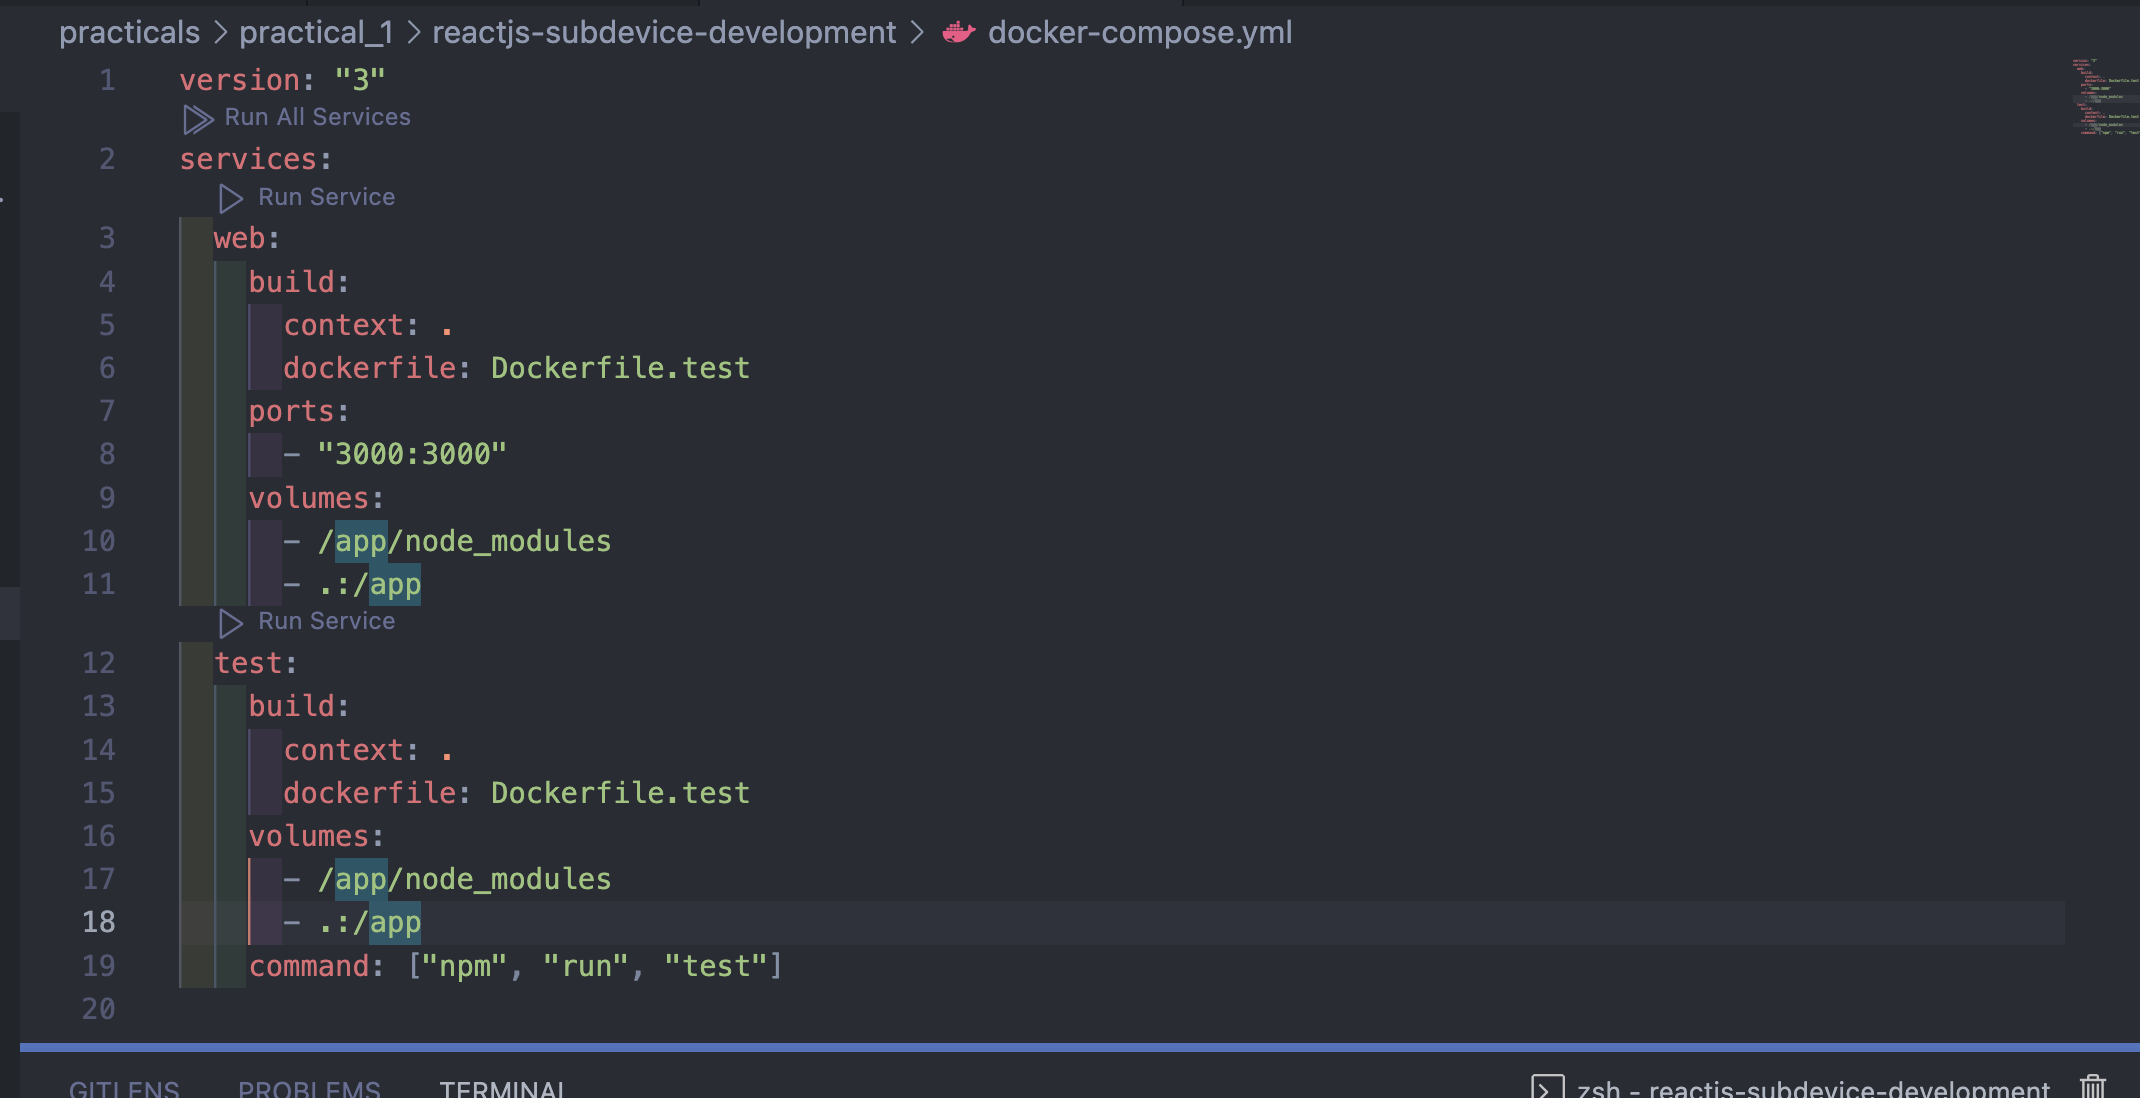 practicals > practical_1 > reactjs-subdevice-development > docker-compose.yml
1 version: "3"
Run All Services
2 services:
Run Service
3   web:
4     build:
5       context: .
6       dockerfile: Dockerfile.test
7     ports:
8       - "3000:3000"
9     volumes:
10       - /app/node_modules
11       - .:/app
Run Service
12   test:
13     build:
14       context: .
15       dockerfile: Dockerfile.test
16     volumes:
17       - /app/node_modules
18       - .:/app
19     command: ["npm", "run", "test"]
20
GITLENS PROBLEMS TERMINAL zsh - reactjs-subdevice-development